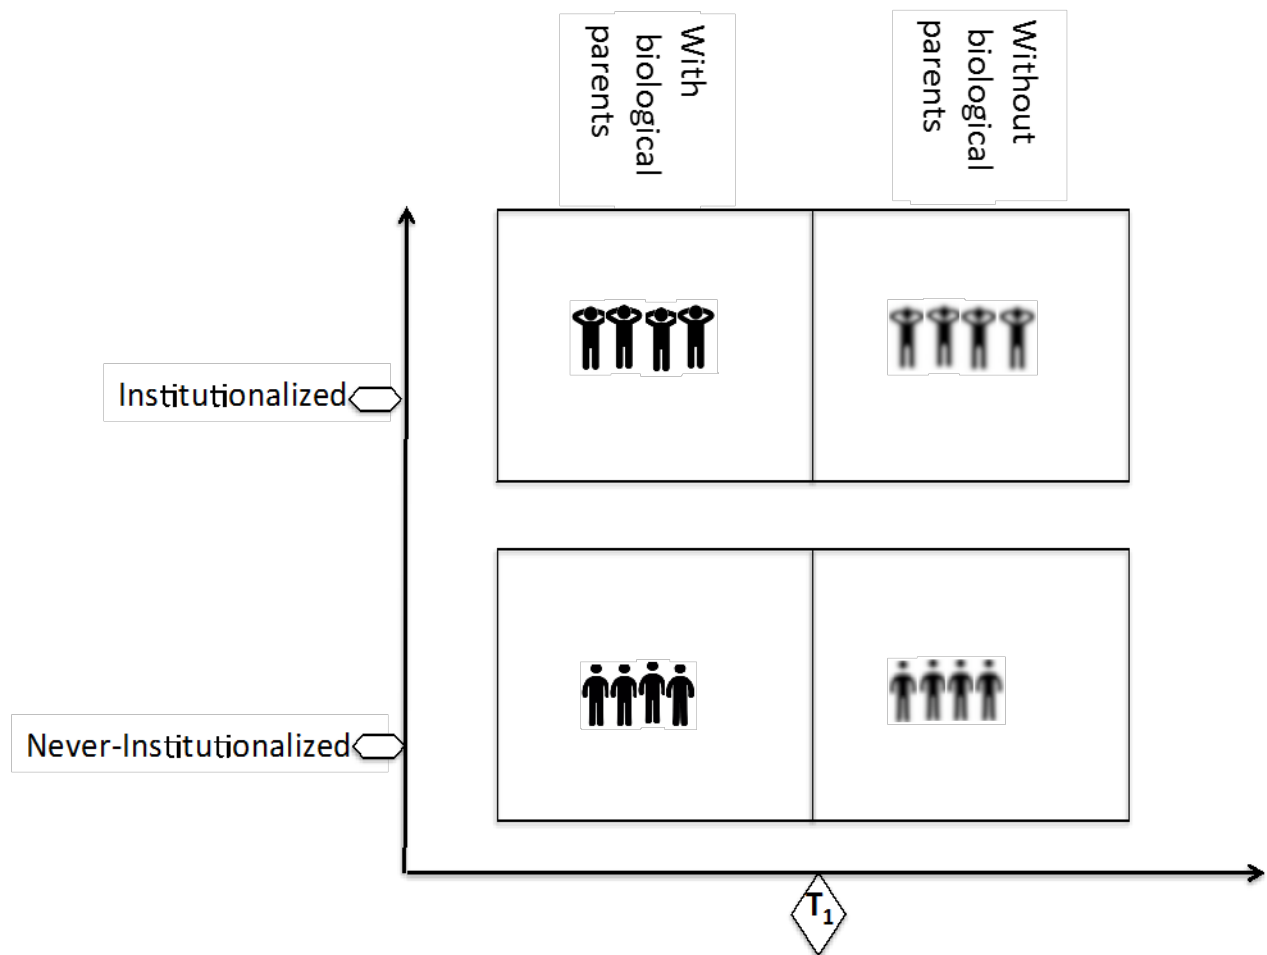 With
biological
parents
Without
biological
parents
Institutionalized
Never-Institutionalized
T₁